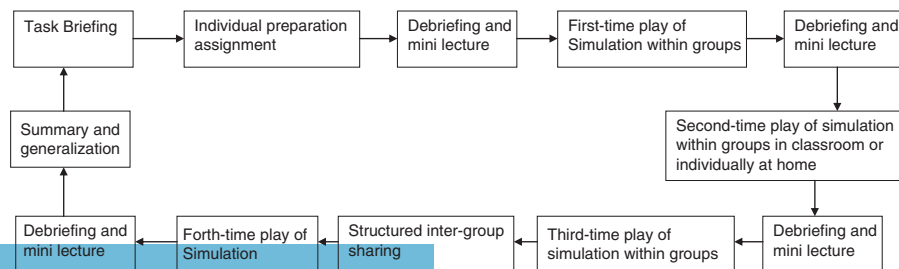 Task Briefing
Individual preparation
assignment
Debriefing and
mini lecture
First-time play of
Simulation within groups
Debriefing and
mini lecture
Second-time play of simulation
within groups in classroom or
individually at home
Debriefing and
mini lecture
Third-time play of
simulation within groups
Structured inter-group
sharing
Forth-time play of
Simulation
Debriefing and
mini lecture
Summary and
generalization